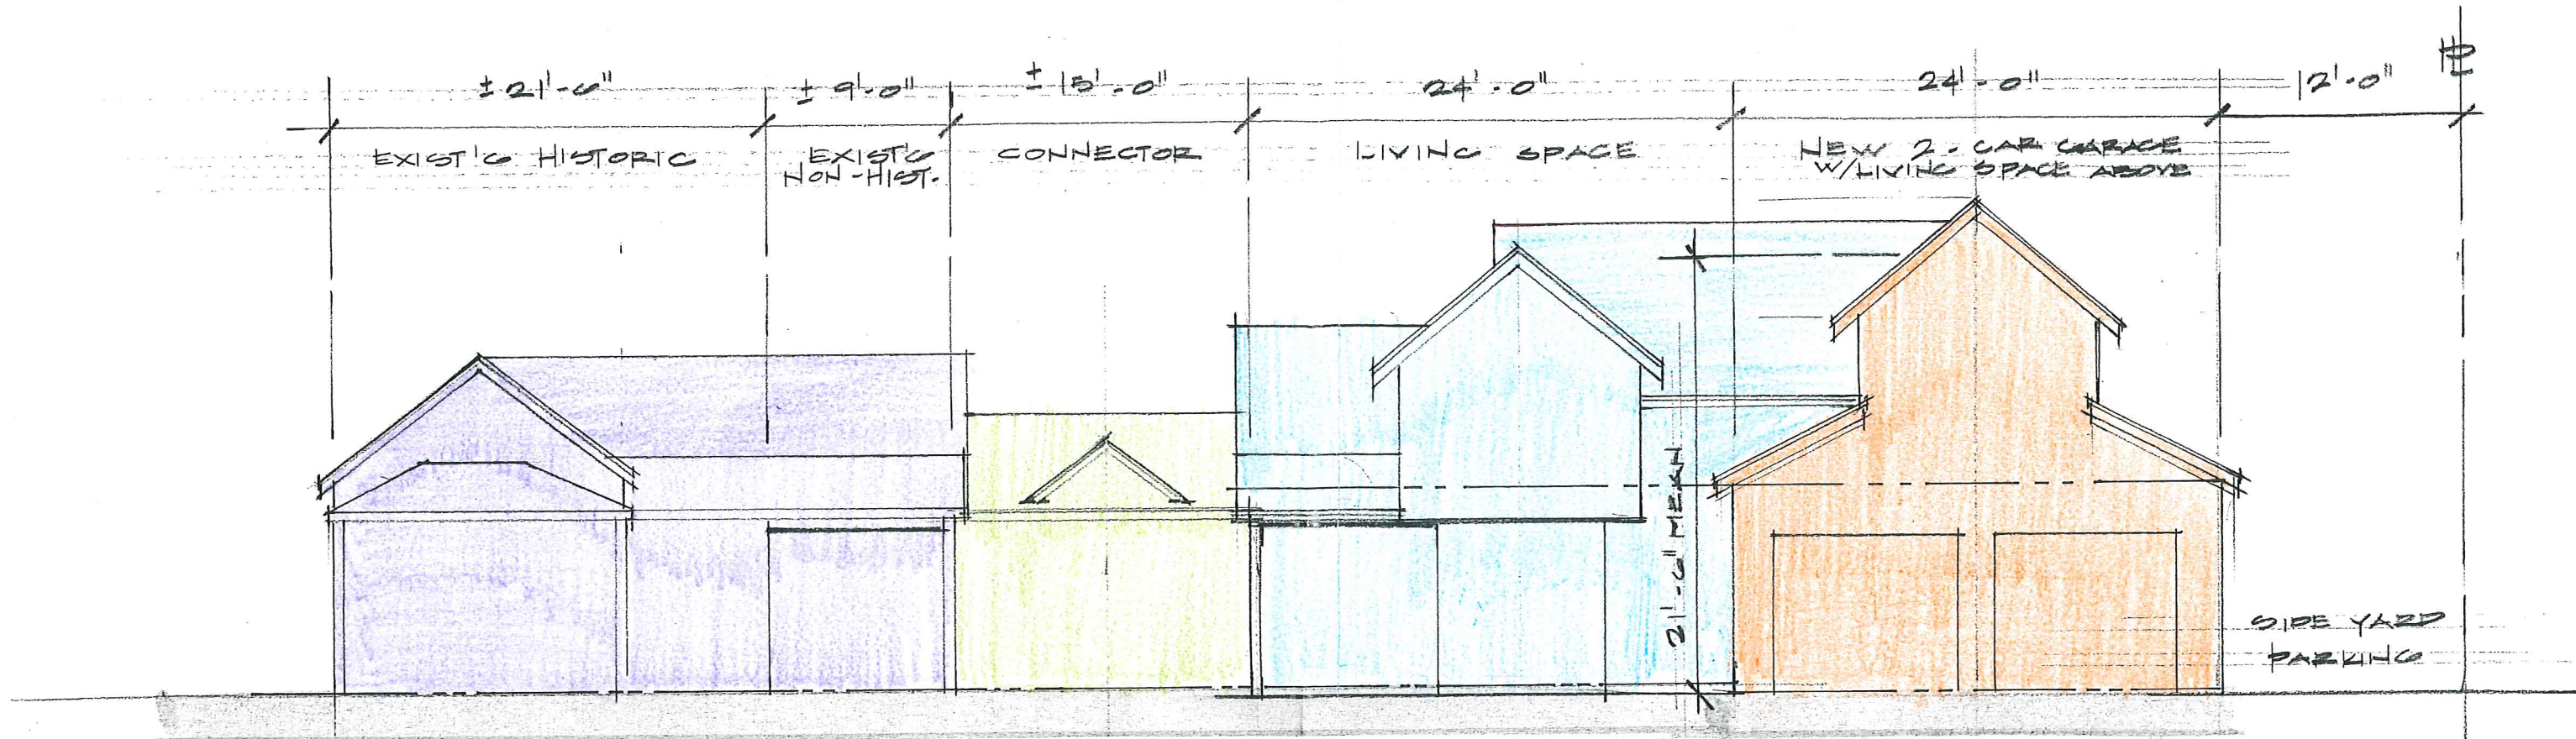 ± 21'-6"
± 9'-0"
± 15'-0"
24'-0"
24'-0"
12'-0"
EXIST'G HISTORIC
EXIST'G
NON-HIST.
CONNECTOR
LIVING SPACE
NEW 2-CAR GARAGE
W/LIVING SPACE ABOVE
21'-6" MEAN
SIDE YARD
PARKING